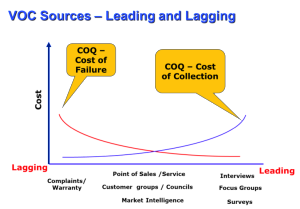 VOC Sources – Leading and Lagging
COQ –
Cost of
Failure
COQ – Cost
of Collection
Cost
Lagging
Leading
Complaints/
Warranty
Point of Sales /Service
Customer groups / Councils
Market Intelligence
Interviews
Focus Groups
Surveys